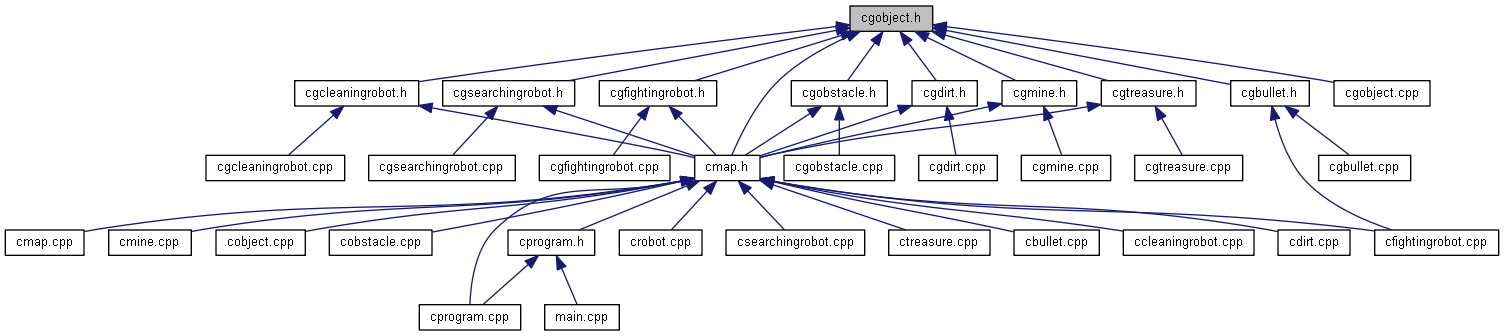 cgobject.h
cgcleaningrobot.h
cgsearchingrobot.h
cgfightingrobot.h
cgobstacle.h
cgdirt.h
cgmine.h
cgtreasure.h
cgbullet.h
cgobject.cpp
cgcleaningrobot.cpp
cgsearchingrobot.cpp
cgfightingrobot.cpp
cmap.h
cgobstacle.cpp
cgdirt.cpp
cgmine.cpp
cgtreasure.cpp
cgbullet.cpp
cmap.cpp
cmine.cpp
cobject.cpp
cobstacle.cpp
cprogram.h
crobot.cpp
csearchingrobot.cpp
ctreasure.cpp
cbullet.cpp
ccleaningrobot.cpp
cdirt.cpp
cfightingrobot.cpp
cprogram.cpp
main.cpp